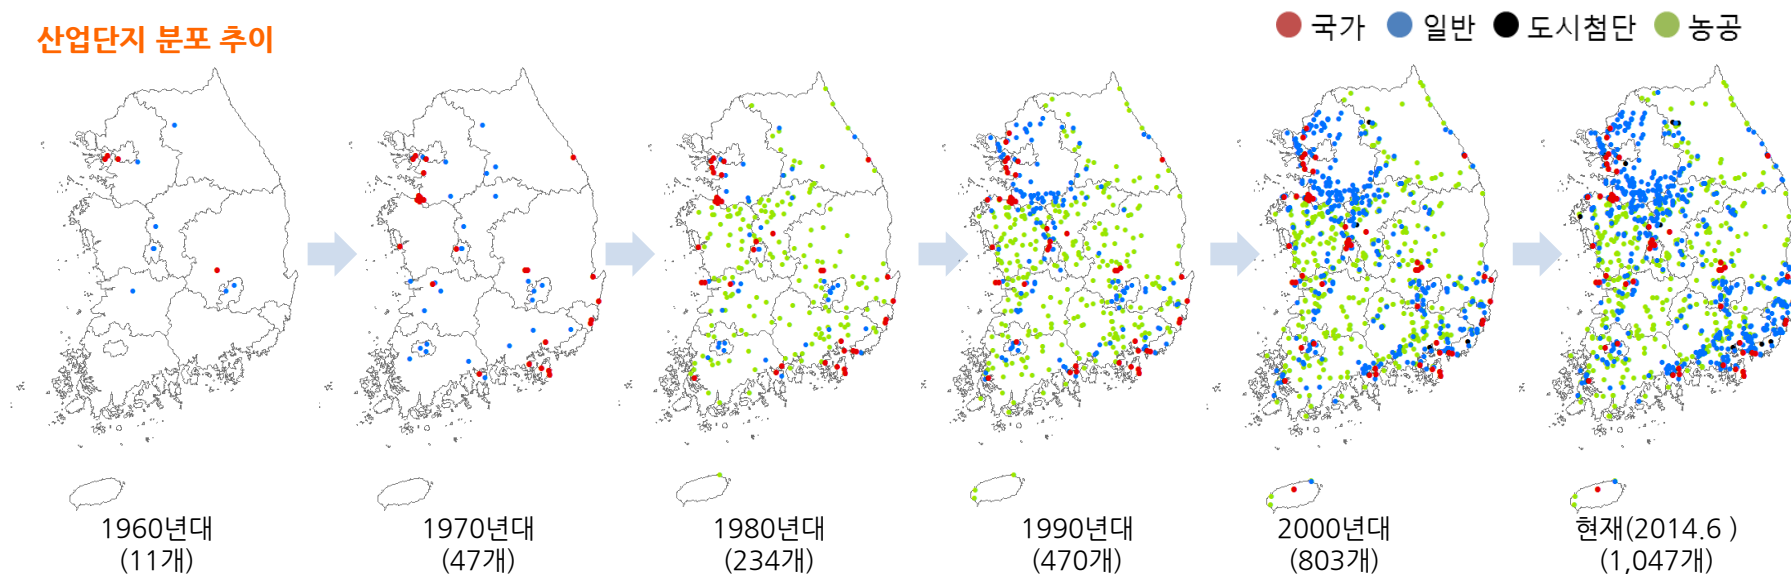 산업단지 분포 추이
국가 일반 도시첨단 농공
1960년대
(11개)
1970년대
(47개)
1980년대
(234개)
1990년대
(470개)
2000년대
(803개)
현재(2014.6 )
(1,047개)